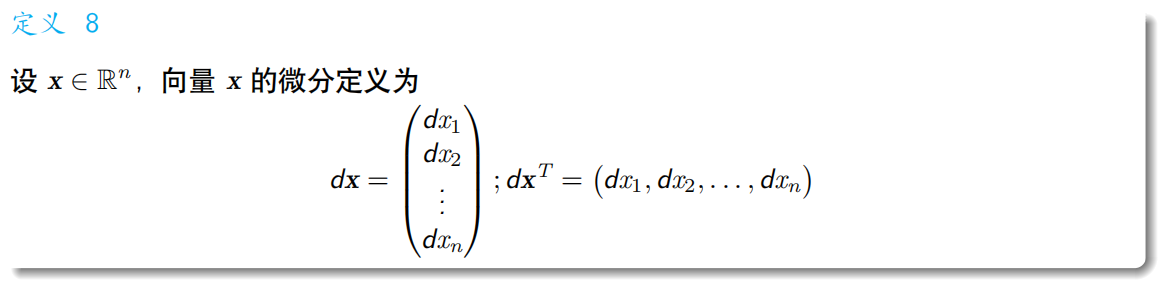 定义 8
设 x ∈ ℝⁿ, 向量 x 的微分定义为
dx = (dx₁ dx₂ ⋮ dxₙ) ; dxᵀ = (dx₁, dx₂, . . . , dxₙ)